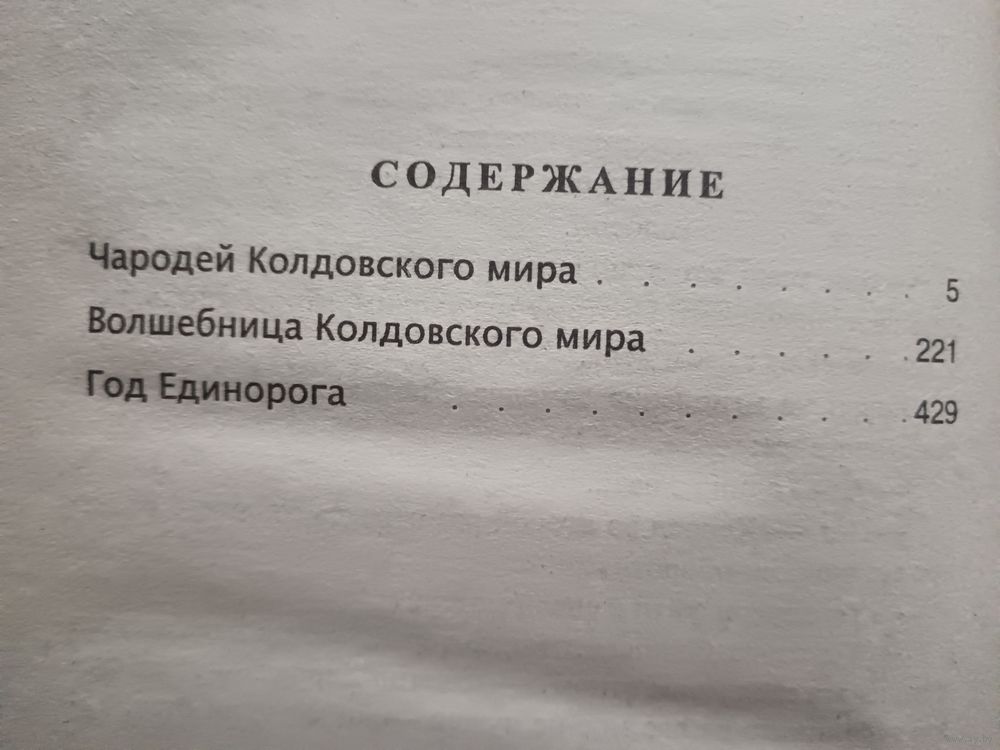 СОДЕРЖАНИЕ
Чародей Колдовского мира . . . . . . . . 5
Волшебница Колдовского мира . . . . . . 221
Год Единорога . . . . . . . . . . . 429